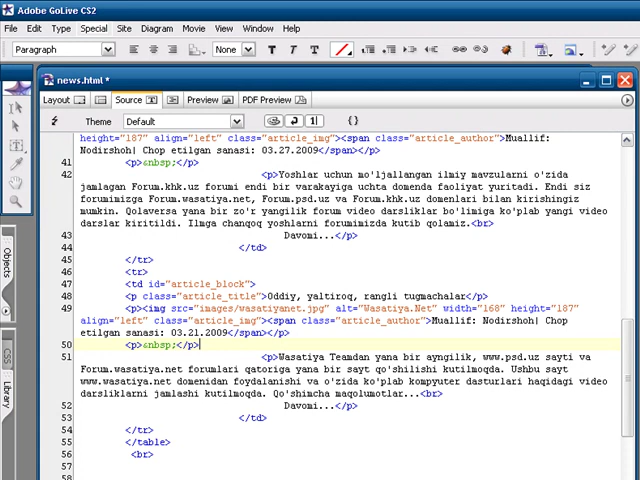 Adobe GoLive CS2
File Edit Type Special Site Diagram Movie View Window Help
Paragraph None
news.html *
Layout Source Preview PDF Preview
Theme Default
Objects
CSS
Library
height="187" align="left" class="article_img"><span class="article_author">Muallif:
Nodirshoh| Chop etilgan sanasi: 03.27.2009</span></p>
41 <p>&nbsp;</p>
42 <p>Yoshlar uchun mo'ljallangan ilmiy mavzularni o'zida
jamlagan Forum.khk.uz forumi endi bir varakayiga uchta domenda faoliyat yuritadi. Endi siz
forumimizga Forum.wasatiya.net, Forum.psd.uz va Forum.khk.uz domenlari bilan kirishingiz
mumkin. Qolaversa yana bir zo'r yangilik forum video darsliklar bo'limiga ko'plab yangi video
darslar kiritildi. Ilmga chanqoq yoshlarni forumimizda kutib qolamiz.<br>
43 Davomi...</p>
44 </td>
45 </tr>
46 <tr>
47 <td id="article_block">
48 <p class="article_title">Oddiy, yaltiroq, rangli tugmachalar</p>
49 <p><img src="images/wasatiyanet.jpg" alt="Wasatiya.Net" width="168" height="187"
align="left" class="article_img"><span class="article_author">Muallif: Nodirshoh| Chop
etilgan sanasi: 03.21.2009</span></p>
50 <p>&nbsp;</p>
51 <p>Wasatiya Teamdan yana bir ayngilik, www.psd.uz sayti va
Forum.wasatiya.net forumlari qatoriga yana bir sayt qo'shilishi kutilmoqda. Ushbu sayt
www.wasatiya.net domenidan foydalanishi va o'zida ko'plab kompyuter dasturlari haqidagi video
darsliklarni jamlashi kutilmoqda. Qo'shimcha maqolumotlar...<br>
52 Davomi...</p>
53 </td>
54 </tr>
55 </table>
56 <br>
57
58